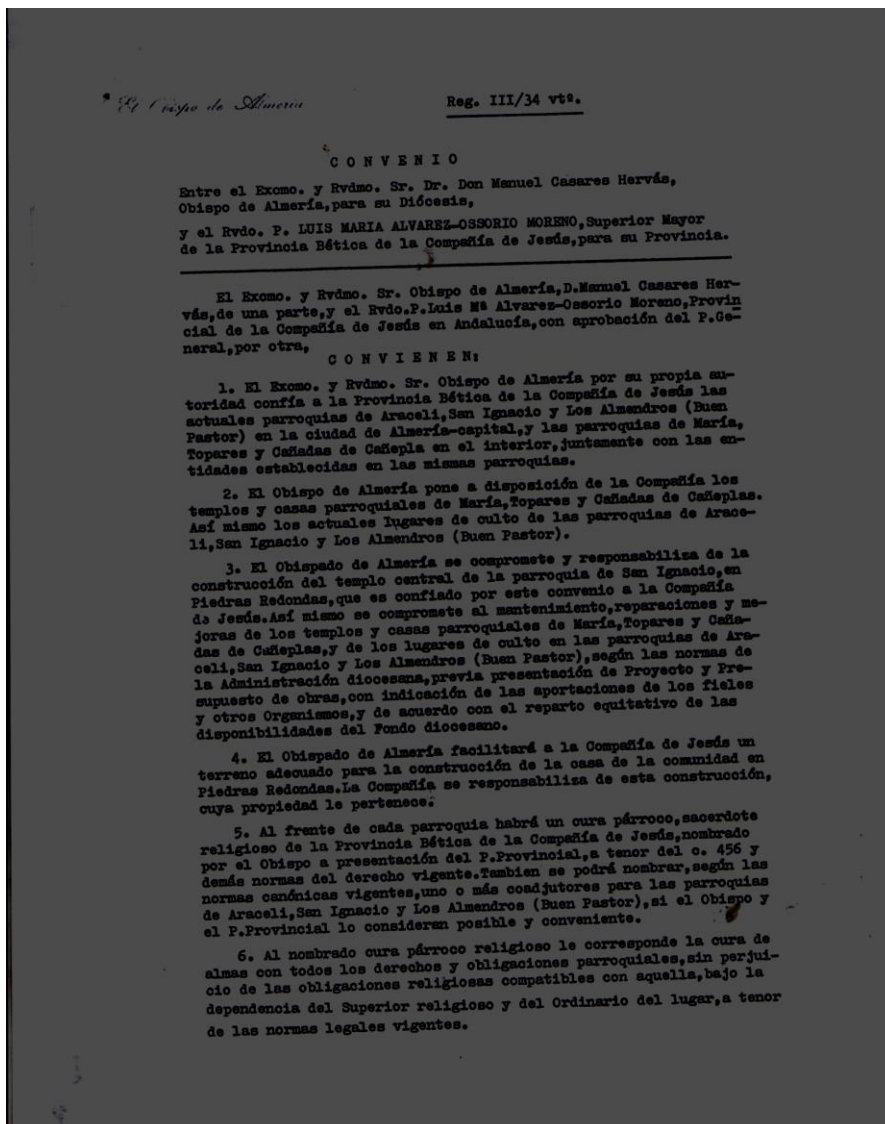 El Obispo de Almería
Reg. III/34 vtº.
C O N V E N I O
Entre el Excmo. y Rvdmo. Sr. Dr. Don Manuel Casares Hervás,
Obispo de Almería,para su Diócesis,
y el Rvdo. P. LUIS MARIA ALVAREZ-OSSORIO MORENO,Superior Mayor
de la Provincia Bética de la Compañía de Jesús,para su Provincia.
El Excmo. y Rvdmo. Sr. Obispo de Almería,D.Manuel Casares Her-
vás,de una parte,y el Rvdo.P.Luis Mª Alvarez-Ossorio Moreno,Provin
cial de la Compañía de Jesús en Andalucía,con aprobación del P.Ge-
neral,por otra,
C O N V I E N E N:
1. El Excmo. y Rvdmo. Sr. Obispo de Almería por su propia au-
toridad confía a la Provincia Bética de la Compañía de Jesús las
actuales parroquias de Araceli,San Ignacio y Los Almendros (Buen
Pastor) en la ciudad de Almería-capital,y las parroquias de María,
Topares y Cañadas de Cañepla en el interior,juntamente con las en-
tidades establecidas en las mismas parroquias.
2. El Obispo de Almería pone a disposición de la Compañía los
templos y casas parroquiales de María,Topares y Cañadas de Cañeplas.
Así mismo los actuales lugares de culto de las parroquias de Arace-
li,San Ignacio y Los Almendros (Buen Pastor).
3. El Obispado de Almería se compromete y responsabiliza de la
construcción del templo central de la parroquia de San Ignacio,en
Piedras Redondas,que es confiado por este convenio a la Compañía
de Jesús.Así mismo se compromete al mantenimiento,reparaciones y me-
joras de los templos y casas parroquiales de María,Topares y Caña-
das de Cañeplas,y de los lugares de culto en las parroquias de Ara-
celi,San Ignacio y Los Almendros (Buen Pastor),según las normas de
la Administración diocesana,previa presentación de Proyecto y Pre-
supuesto de obras,con indicación de las aportaciones de los fieles
y otros Organismos,y de acuerdo con el reparto equitativo de las
disponibilidades del Fondo diocesano.
4. El Obispado de Almería facilitará a la Compañía de Jesús un
terreno adecuado para la construcción de la casa de la comunidad en
Piedras Redondas.La Compañía se responsabiliza de esta construcción,
cuya propiedad le pertenece.
5. Al frente de cada parroquia habrá un cura párroco,sacerdote
religioso de la Provincia Bética de la Compañía de Jesús,nombrado
por el Obispo a presentación del P.Provincial,a tenor del c. 456 y
demás normas del derecho vigente.Tambien se podrá nombrar,según las
normas canónicas vigentes,uno o más coadjutores para las parroquias
de Araceli,San Ignacio y Los Almendros (Buen Pastor),si el Obispo y
el P.Provincial lo consideran posible y conveniente.
6. Al nombrado cura párroco religioso le corresponde la cura de
almas con todos los derechos y obligaciones parroquiales,sin perjui-
cio de las obligaciones religiosas compatibles con aquella,bajo la
dependencia del Superior religioso y del Ordinario del lugar,a tenor
de las normas legales vigentes.